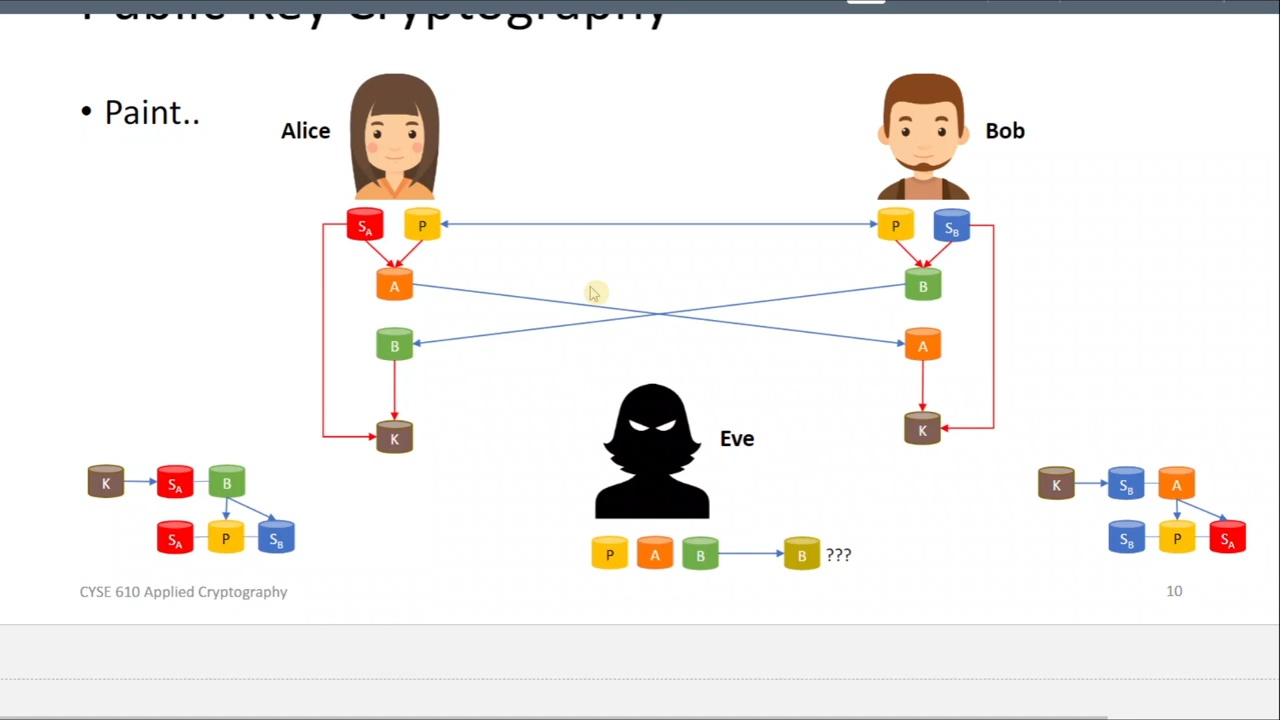 Public Key Cryptography
• Paint..
Alice
Bob
SA P
P SB
A
B
B
A
K
K
Eve
K SA B
K SB A
SA P SB
SB P SA
P A B B ???
CYSE 610 Applied Cryptography
10